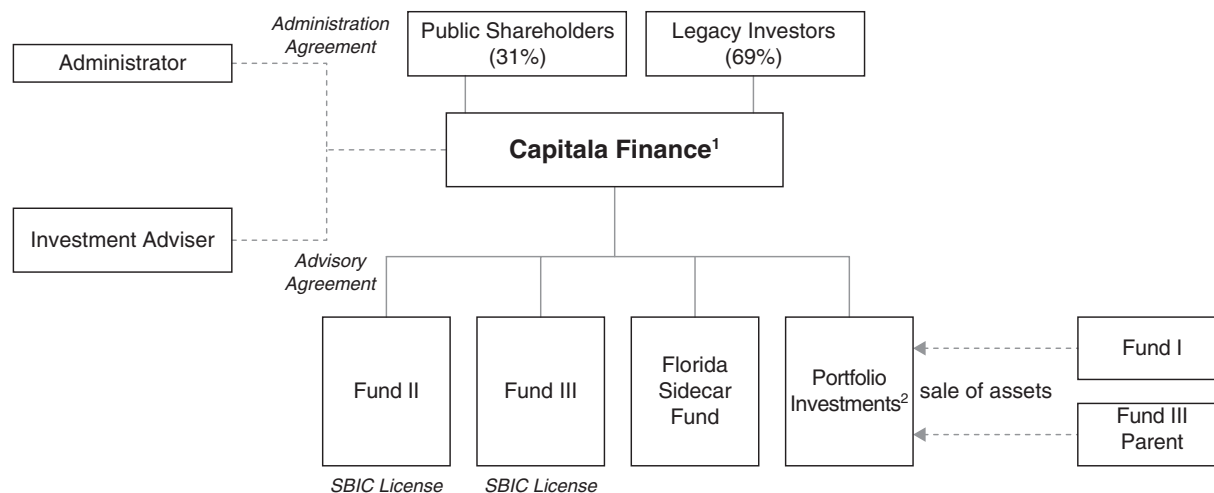 Administration
Agreement
Public Shareholders
(31%)
Legacy Investors
(69%)
Administrator
Capitala Finance¹
Investment Adviser
Advisory
Agreement
Fund II
Fund III
Florida
Sidecar
Fund
Portfolio
Investments²
sale of assets
Fund I
Fund III
Parent
SBIC License
SBIC License